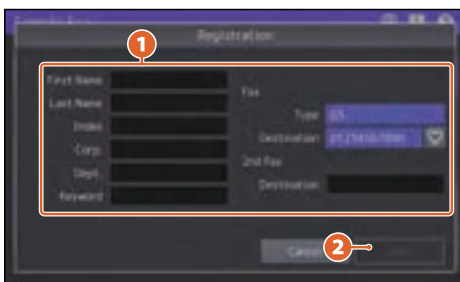 1
Registration
First Name
Last Name
Index
Corp.
Dept.
Keyword
Fax
Type
G3
Destination
2nd Fax
Destination
Cancel
2